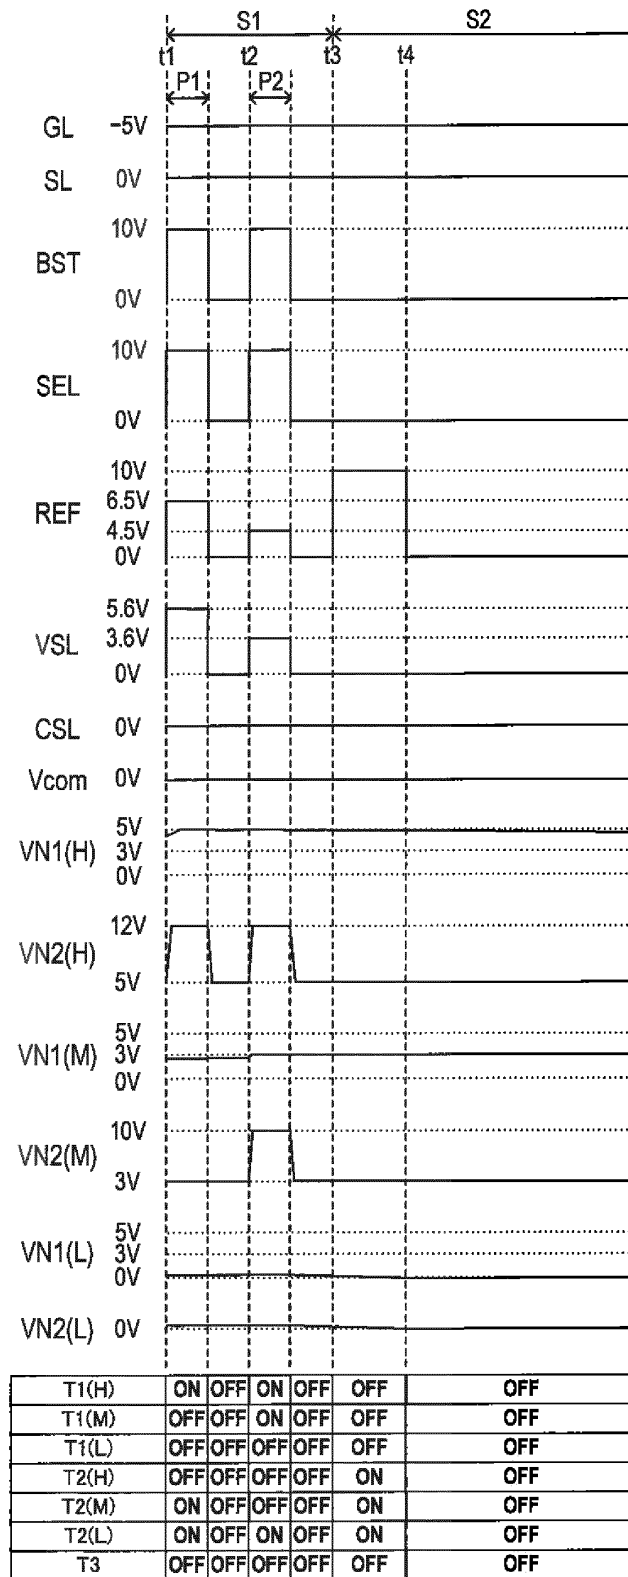 S1 S2
t1 t2 t3 t4
P1 P2
GL −5V
SL 0V
10V
BST
0V
10V
SEL
0V
10V
6.5V
REF
4.5V
0V
5.6V
VSL 3.6V
0V
CSL 0V
Vcom 0V
5V
VN1(H) 3V
0V
12V
VN2(H)
5V
5V
VN1(M) 3V
0V
10V
VN2(M)
3V
5V
VN1(L) 3V
0V
VN2(L) 0V
T1(H) ON OFF ON OFF OFF OFF
T1(M) OFF OFF ON OFF OFF OFF
T1(L) OFF OFF OFF OFF OFF OFF
T2(H) OFF OFF OFF OFF ON OFF
T2(M) ON OFF OFF OFF ON OFF
T2(L) ON OFF ON OFF ON OFF
T3 OFF OFF OFF OFF OFF OFF